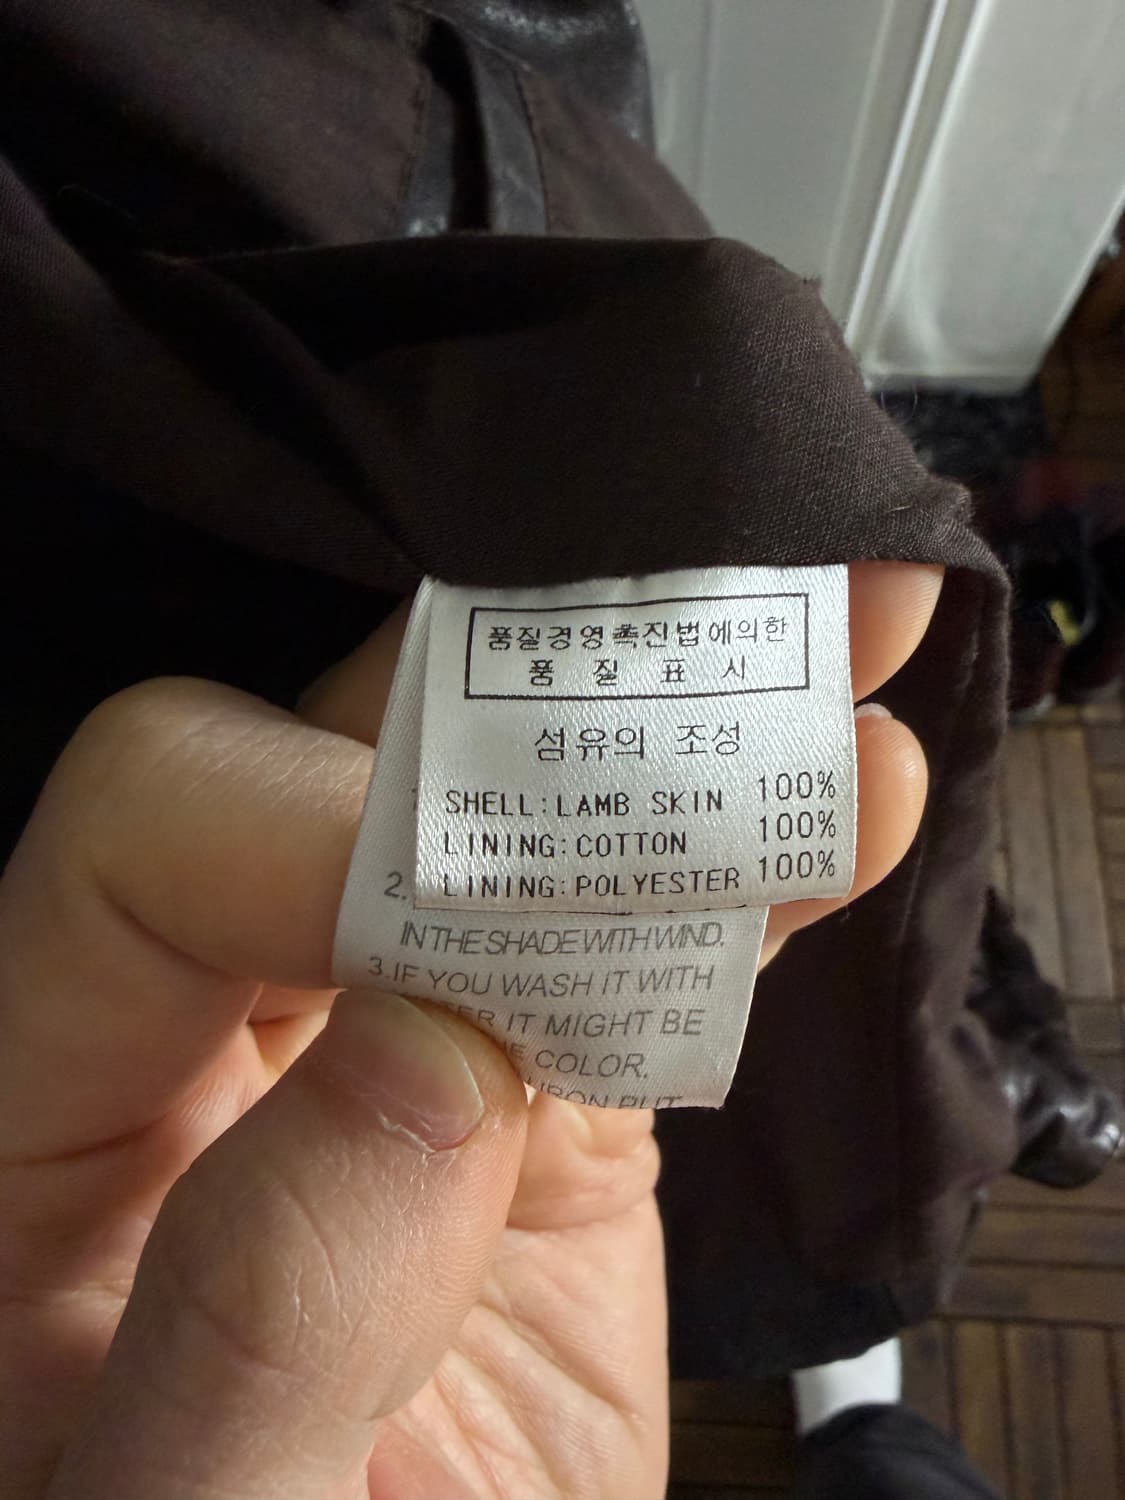 품질경영촉진법에의한
품 질 표 시
섬유의 조성
SHELL:LAMB SKIN 100%
LINING:COTTON 100%
LINING:POLYESTER 100%
2.
IN THE SHADE WITH WIND.
3.IF YOU WASH IT WITH
IT MIGHT BE
COLOR.
PUT